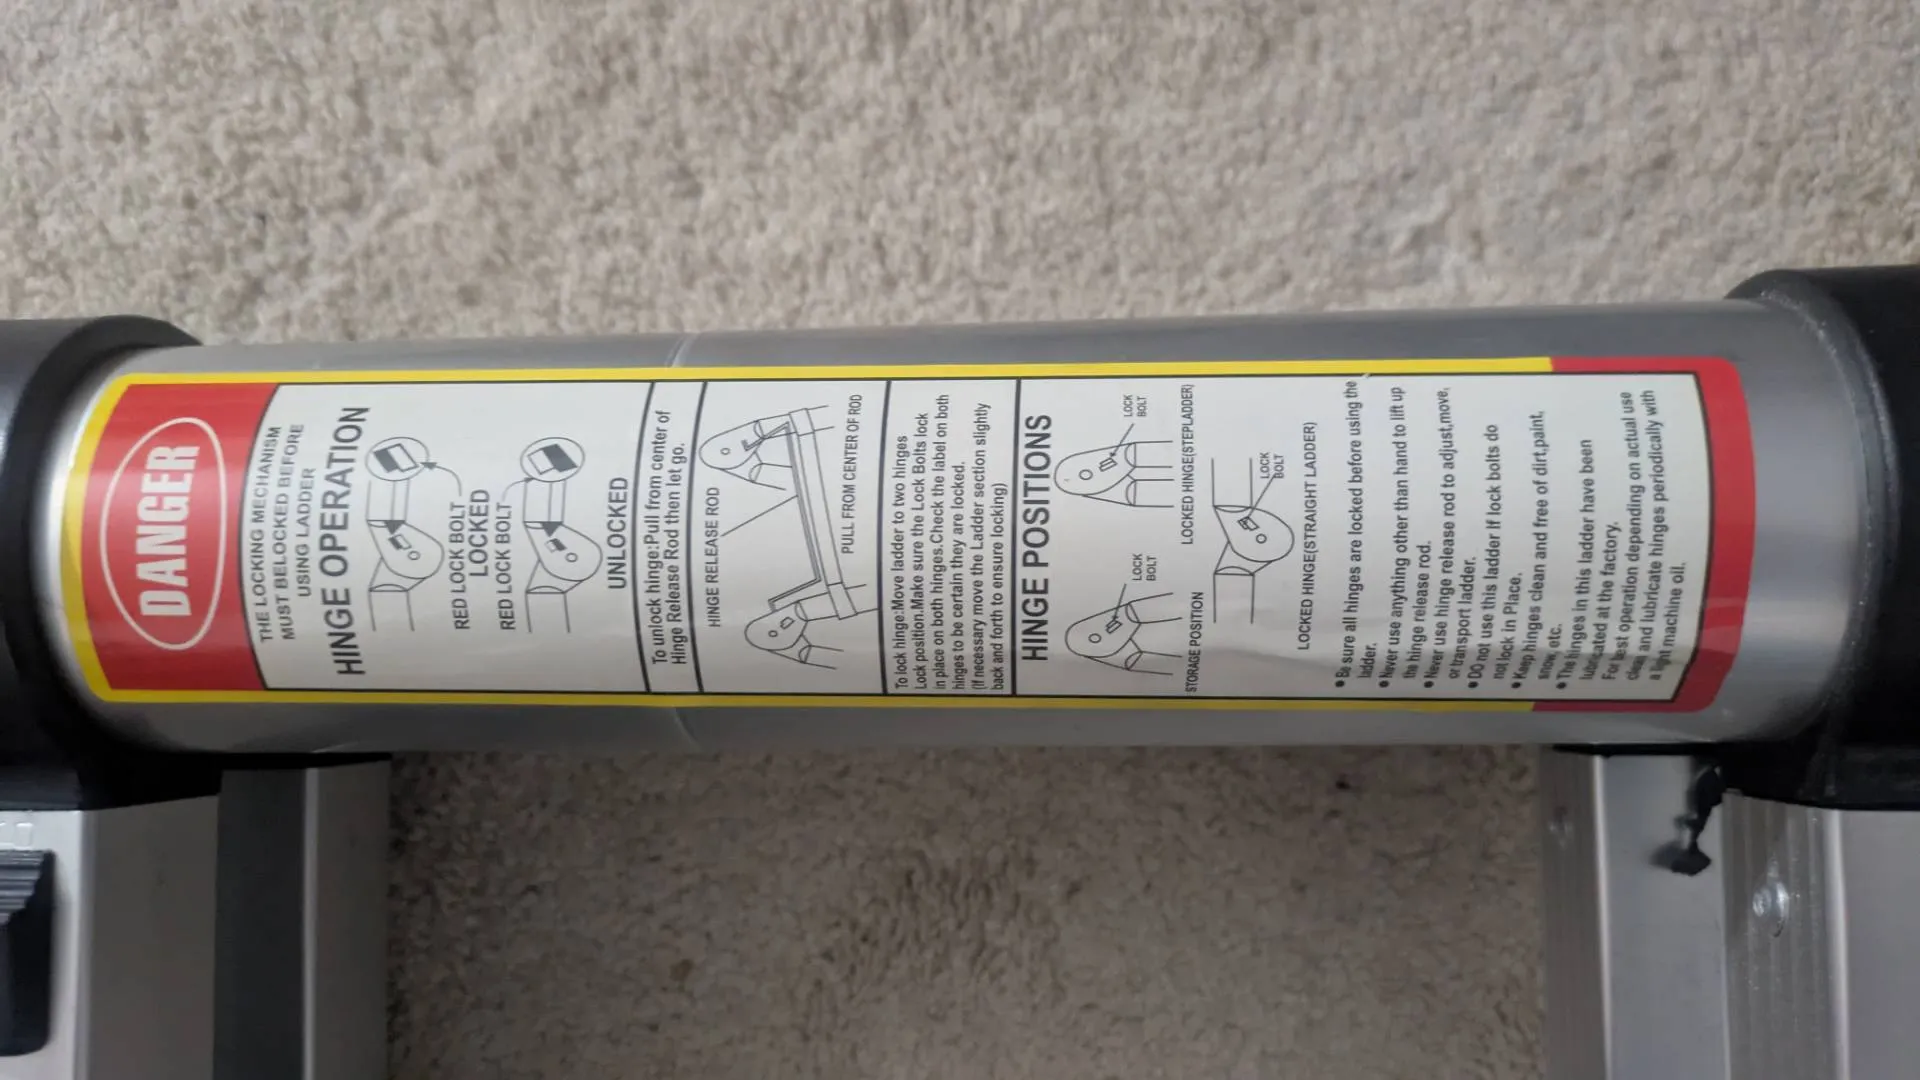 DANGER
THE LOCKING MECHANISM
MUST BELOCKED BEFORE
USING LADDER
HINGE OPERATION
RED LOCK BOLT
LOCKED
RED LOCK BOLT
UNLOCKED
To unlock hinge:Pull from center of
Hinge Release Rod then let go.
HINGE RELEASE ROD
PULL FROM CENTER OF ROD
To lock hinge:Move ladder to two hinges
Lock position.Make sure the Lock Bolts lock
in place on both hinges.Check the label on both
hinges to be certain they are locked.
(If necessary move the Ladder section slightly
back and forth to ensure locking)
HINGE POSITIONS
LOCK
BOLT
LOCK
BOLT
STORAGE POSITION
LOCKED HINGE(STEPLADDER)
LOCK
BOLT
LOCKED HINGE(STRAIGHT LADDER)
●Be sure all hinges are locked before using the
ladder.
●Never use anything other than hand to lift up
the hinge release rod.
●Never use hinge release rod to adjust,move,
or transport ladder.
●DO not use this ladder If lock bolts do
not lock in Place.
●Keep hinges clean and free of dirt,paint,
snow, etc.
●The hinges in this ladder have been
lubricated at the factory.
For best operation depending on actual use
clean and lubricate hinges periodically with
a light machine oil.